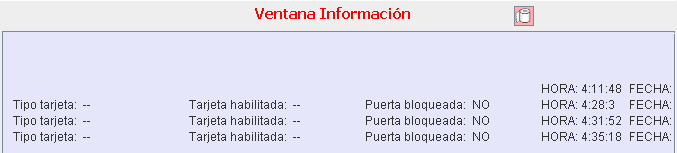 Ventana Información
HORA: 4:11:48 FECHA:
Tipo tarjeta: -- Tarjeta habilitada: -- Puerta bloqueada: NO HORA: 4:28:3 FECHA:
Tipo tarjeta: -- Tarjeta habilitada: -- Puerta bloqueada: NO HORA: 4:31:52 FECHA:
Tipo tarjeta: -- Tarjeta habilitada: -- Puerta bloqueada: NO HORA: 4:35:18 FECHA: